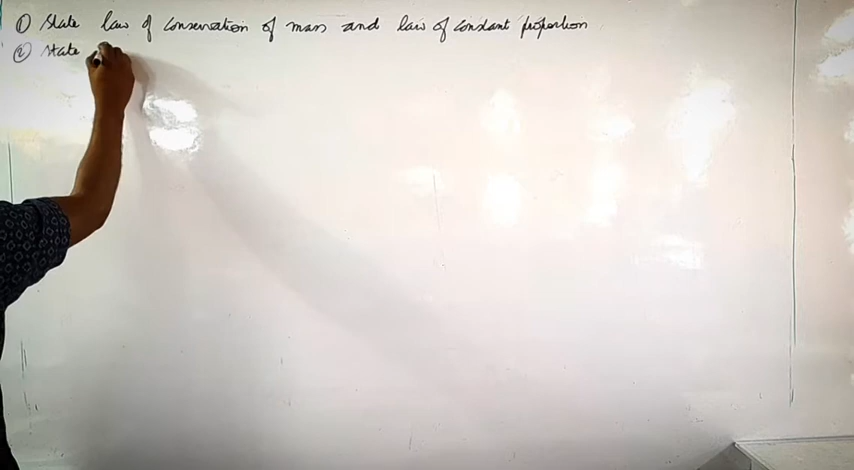 ① State law of conservation of mass and law of constant proportion
② State